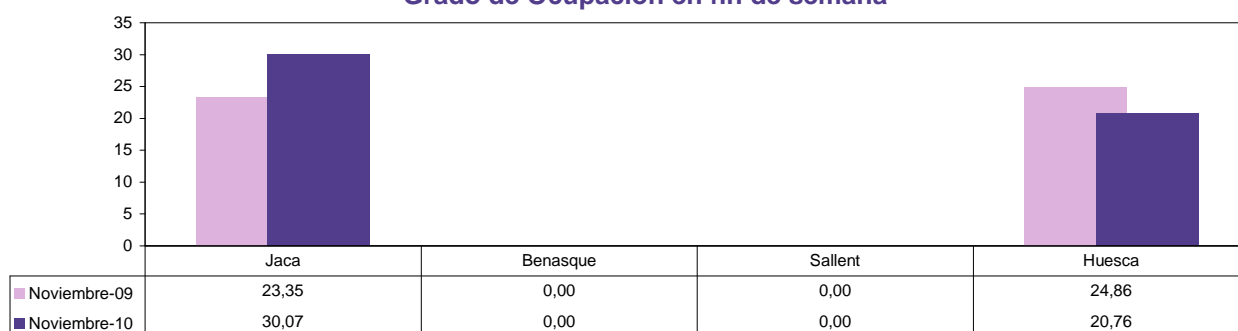 Grado de Ocupación en fin de semana
35
30
25
20
15
10
5
0
Jaca Benasque Sallent Huesca
Noviembre-09 23,35 0,00 0,00 24,86
Noviembre-10 30,07 0,00 0,00 20,76